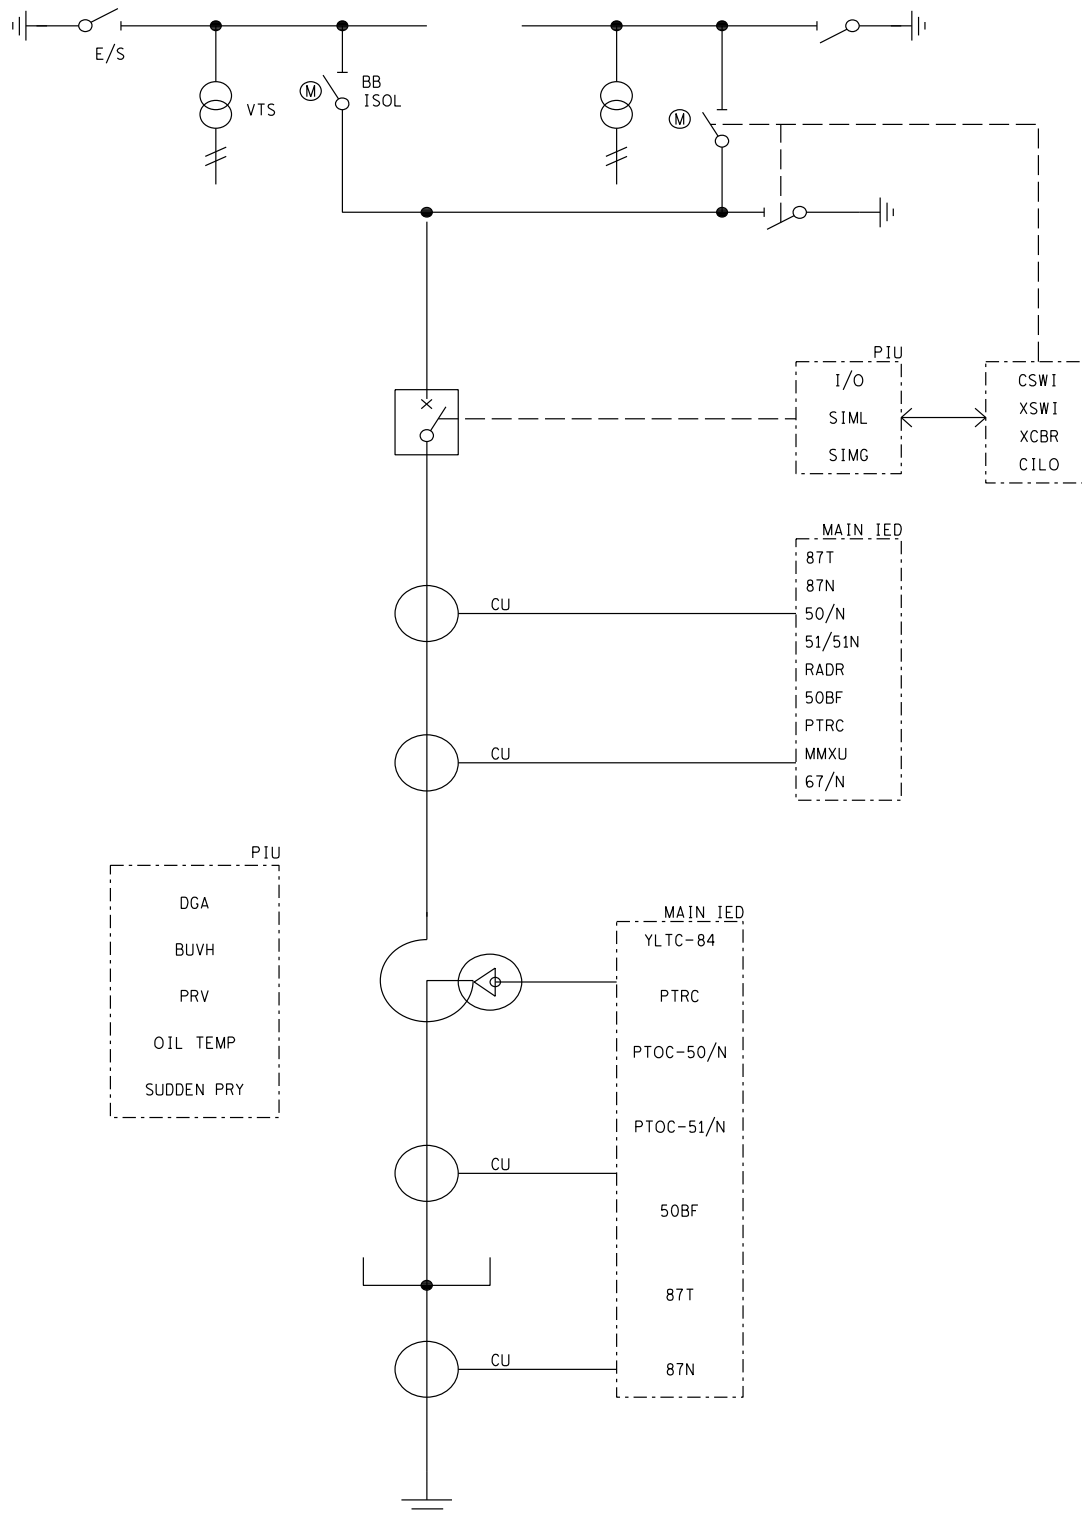 E/S
VTS
M
BB
ISOL
M
PIU
I/O
SIML
SIMG
CSWI
XSWI
XCBR
CILO
MAIN IED
87T
87N
50/N
51/51N
RADR
50BF
PTRC
MMXU
67/N
CU
CU
PIU
DGA
BUVH
PRV
OIL TEMP
SUDDEN PRY
MAIN IED
YLTC-84
PTRC
PTOC-50/N
PTOC-51/N
50BF
87T
87N
CU
CU